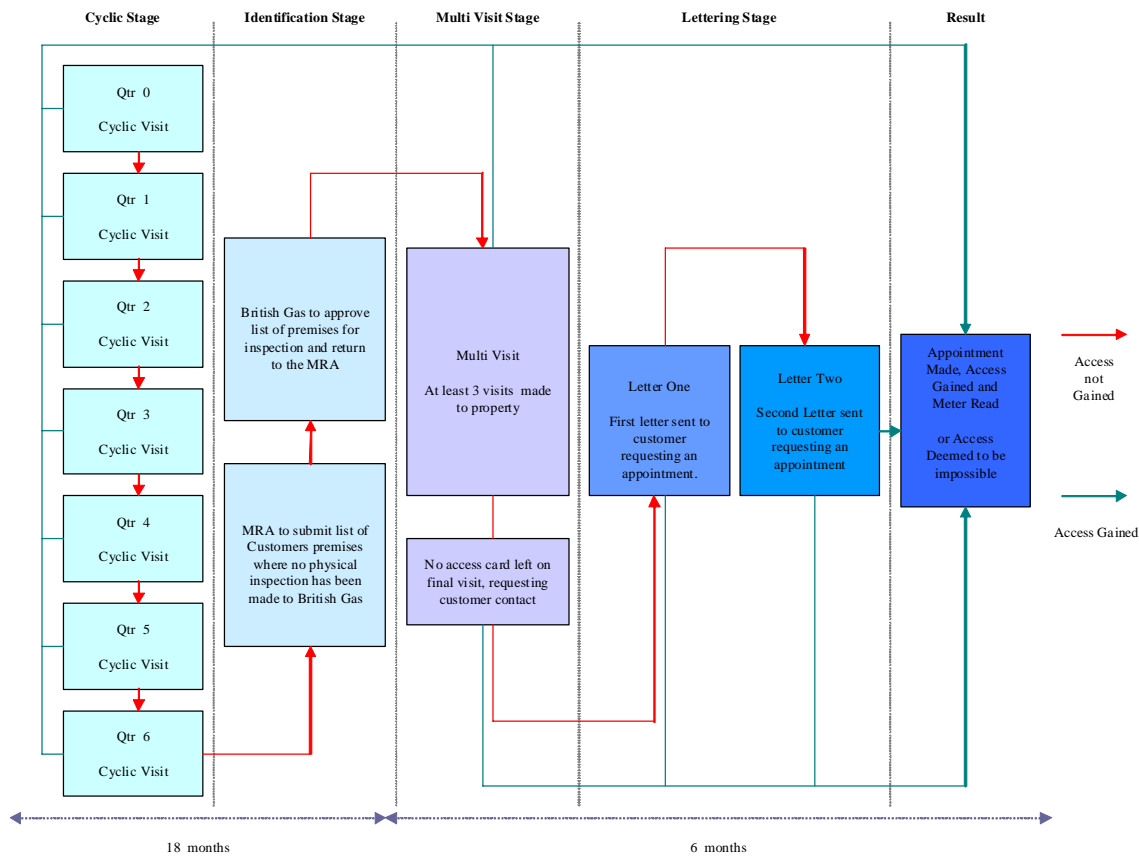 Cyclic Stage
Identification Stage
Multi Visit Stage
Lettering Stage
Result
Qtr 0
Cyclic Visit
Qtr 1
Cyclic Visit
Qtr 2
Cyclic Visit
Qtr 3
Cyclic Visit
Qtr 4
Cyclic Visit
Qtr 5
Cyclic Visit
Qtr 6
Cyclic Visit
British Gas to approve
list of premises for
inspection and return
to the MRA
MRA to submit list of
Customers premises
where no physical
inspection has been
made to British Gas
Multi Visit
At least 3 visits made
to property
No access card left on
final visit, requesting
customer contact
Letter One
First letter sent to
customer
requesting an
appointment.
Letter Two
Second Letter sent
to customer
requesting an
appointment
Appointment
Made, Access
Gained and
Meter Read
or Access
Deemed to be
impossible
Access
not
Gained
Access Gained
18 months
6 months